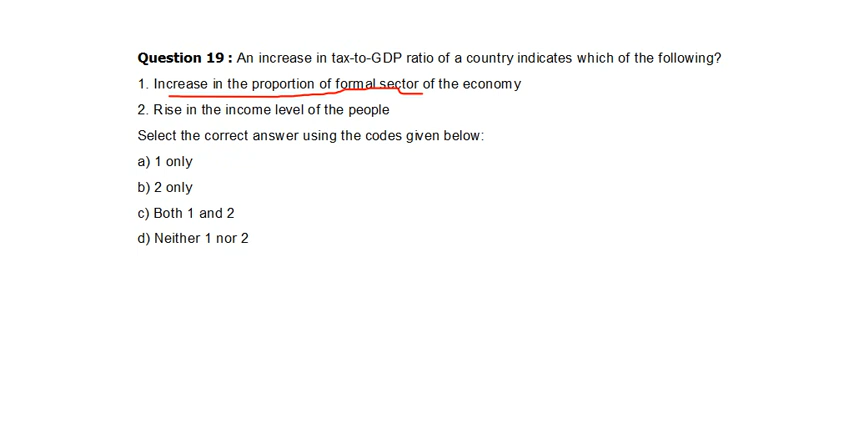 Question 19 : An increase in tax-to-GDP ratio of a country indicates which of the following?
1. Increase in the proportion of formal sector of the economy
2. Rise in the income level of the people
Select the correct answer using the codes given below:
a) 1 only
b) 2 only
c) Both 1 and 2
d) Neither 1 nor 2